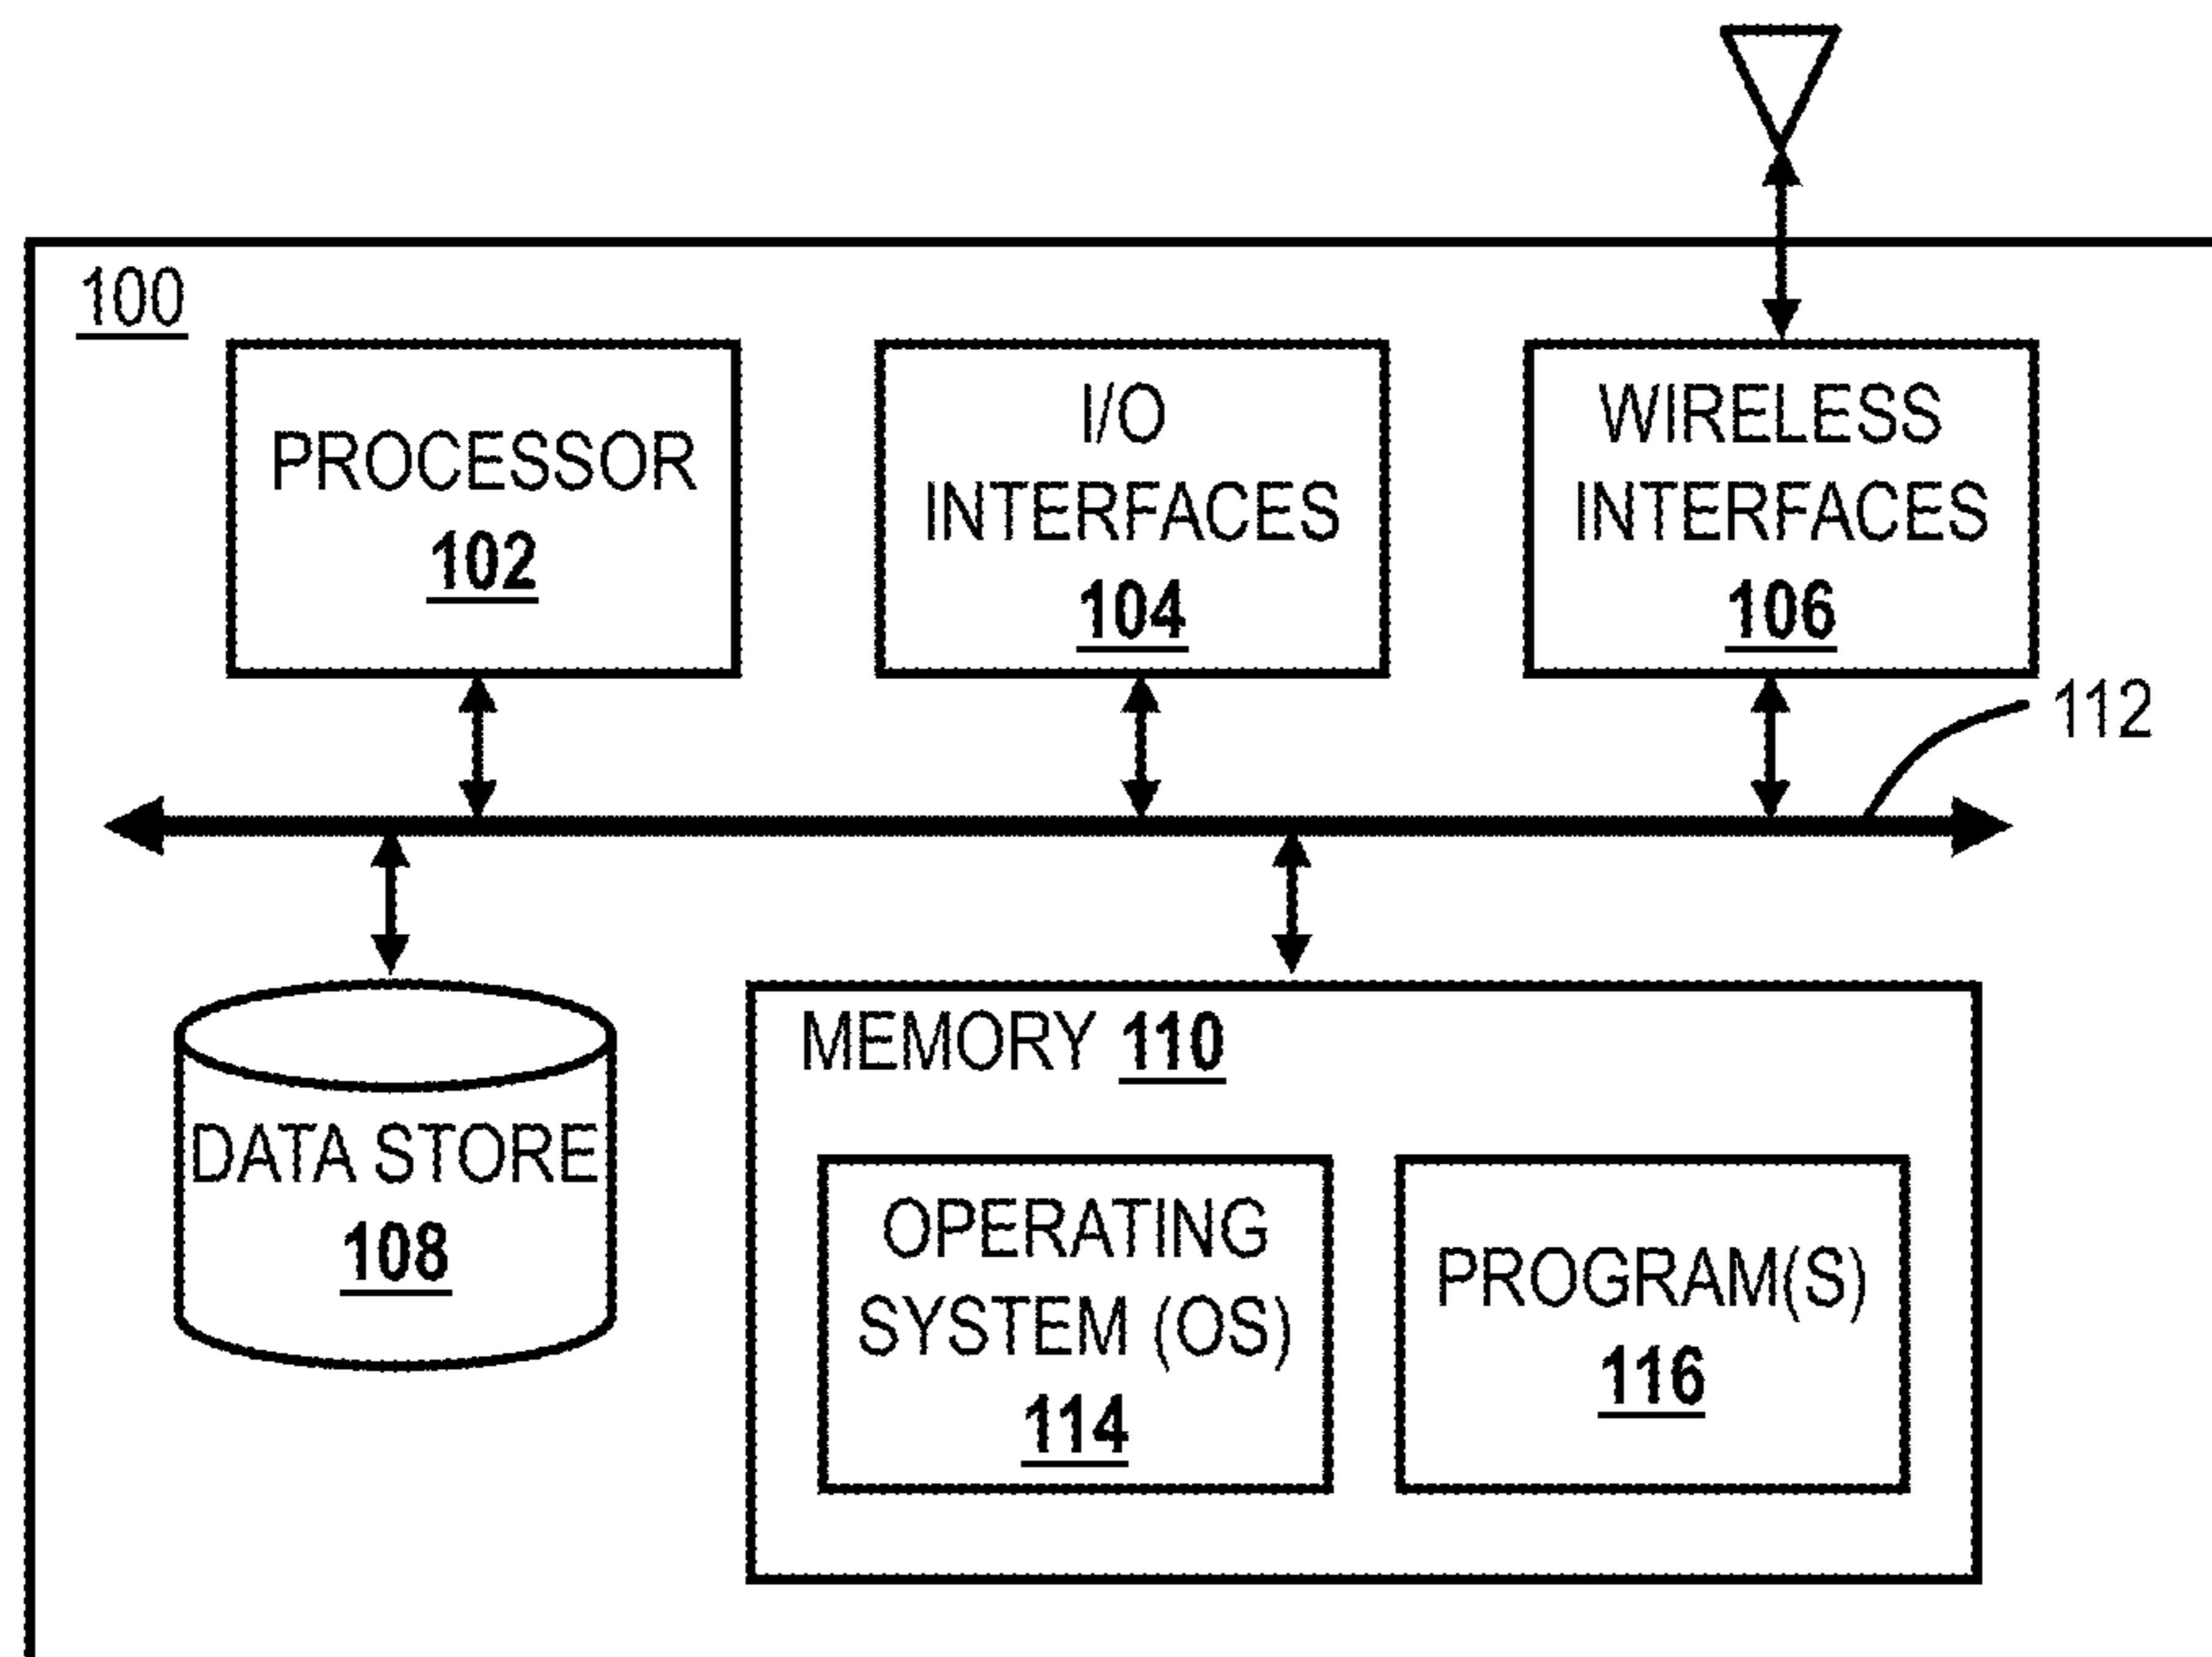 100
PROCESSOR
102
I/O
INTERFACES
104
WIRELESS
INTERFACES
106
112
DATA STORE
108
MEMORY 110
OPERATING
SYSTEM (OS)
114
PROGRAM(S)
116